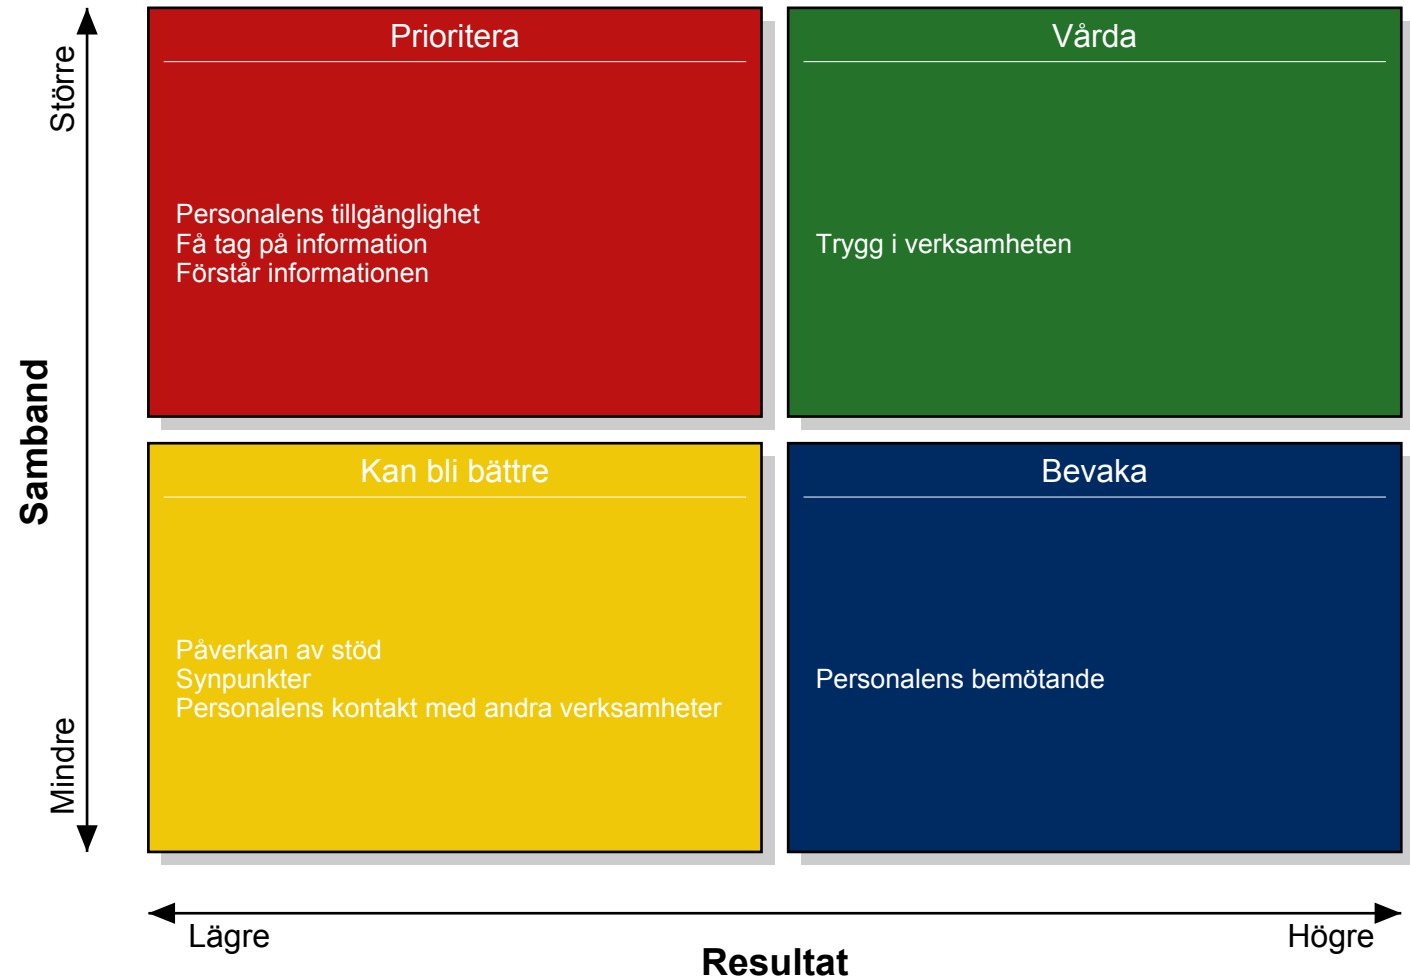 Större
Samband
Mindre
Prioritera
Personalens tillgänglighet
Få tag på information
Förstår informationen
Vårda
Trygg i verksamheten
Kan bli bättre
Påverkan av stöd
Synpunkter
Personalens kontakt med andra verksamheter
Bevaka
Personalens bemötande
Lägre
Högre
Resultat